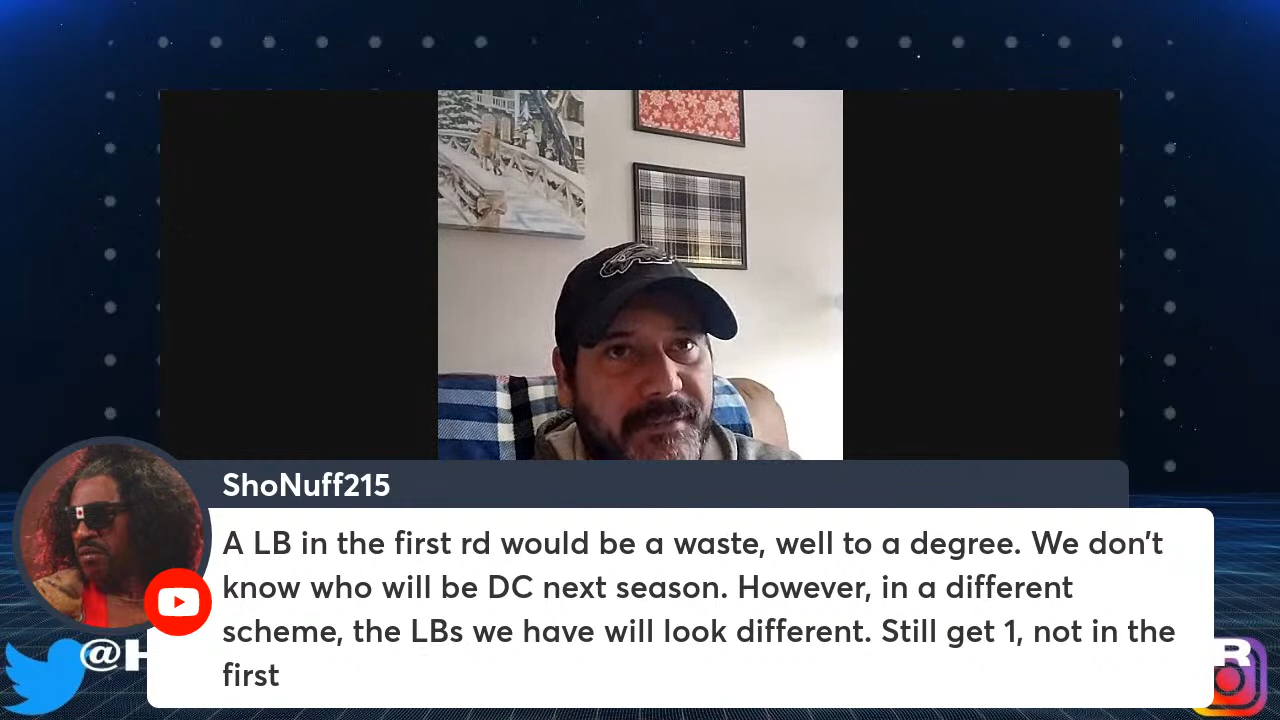 ShoNuff215
A LB in the first rd would be a waste, well to a degree. We don't
know who will be DC next season. However, in a different
scheme, the LBs we have will look different. Still get 1, not in the
first
@H
R